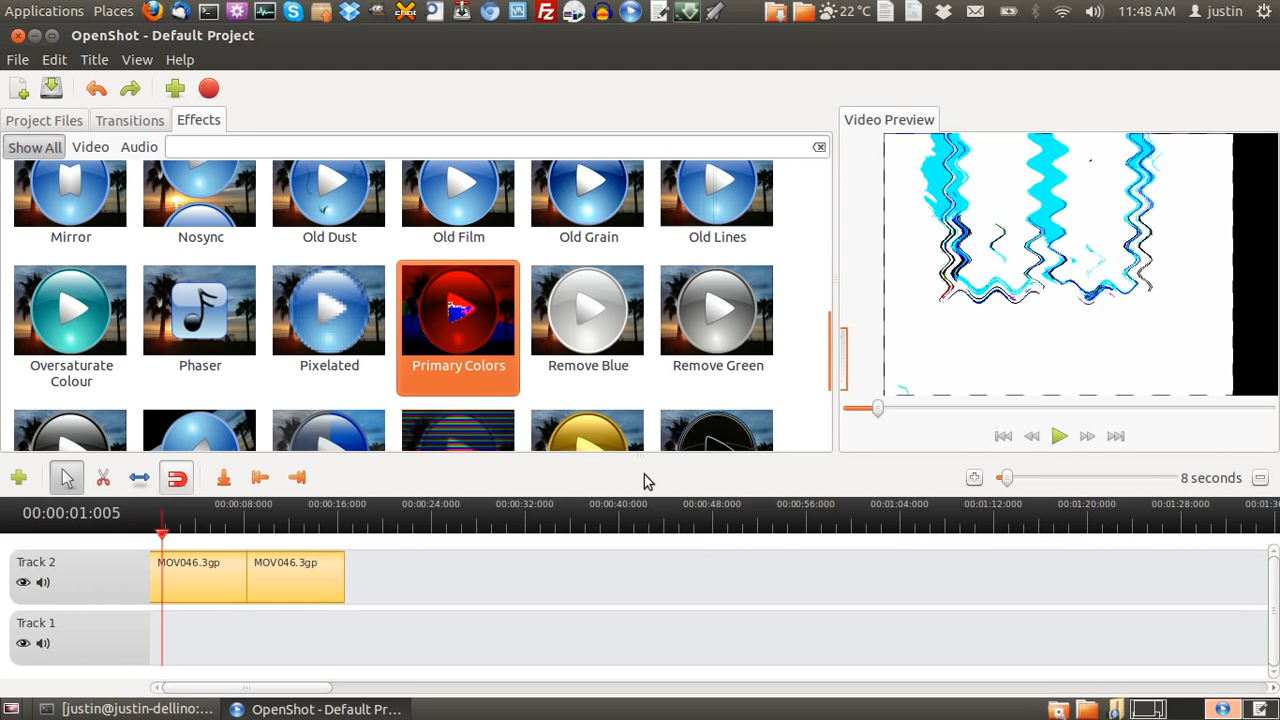 Applications Places 22 °C 11:48 AM justin
OpenShot - Default Project
File Edit Title View Help
Project Files Transitions Effects Video Preview
Show All Video Audio
Mirror Nosync Old Dust Old Film Old Grain Old Lines
Oversaturate Colour Phaser Pixelated Primary Colors Remove Blue Remove Green
8 seconds
00:00:01:005 00:00:08:000 00:00:16:000 00:00:24:000 00:00:32:000 00:00:40:000 00:00:48:000 00:00:56:000 00:01:04:000 00:01:12:000 00:01:20:000 00:01:28:000 00:01:3
Track 2 MOV046.3gp MOV046.3gp
Track 1
[justin@justin-dellino:... OpenShot - Default Pr...